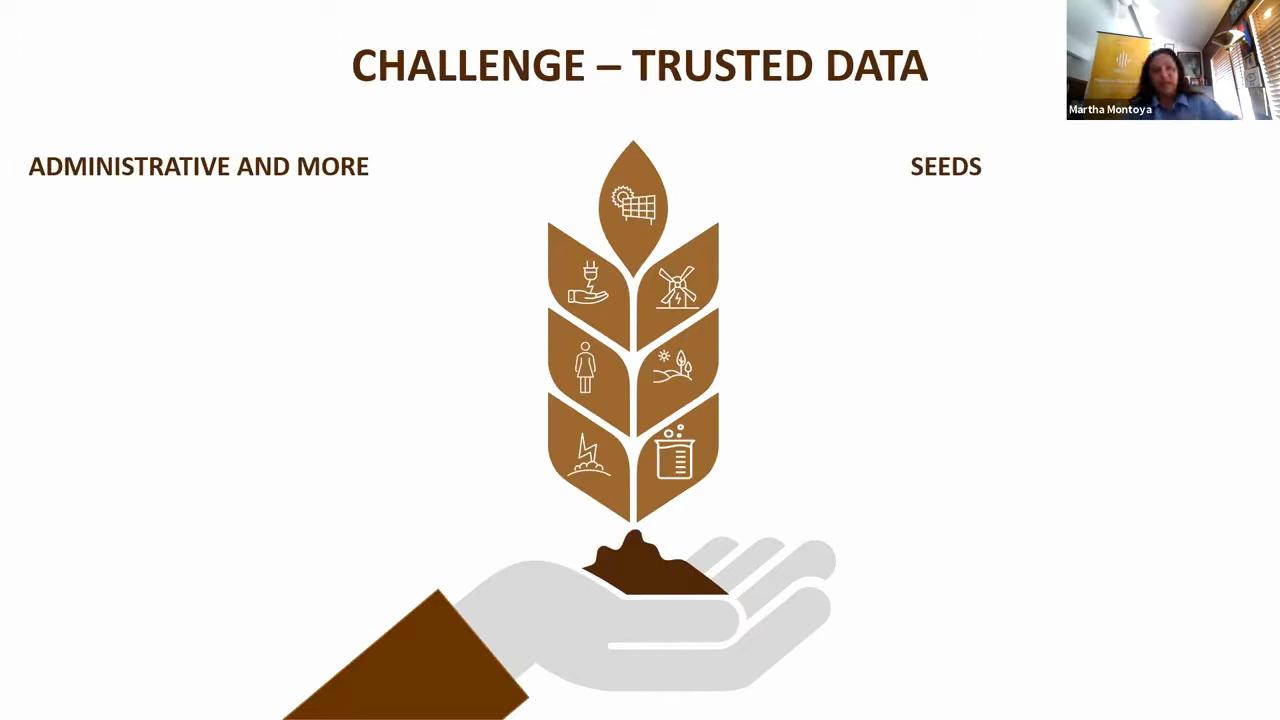 CHALLENGE – TRUSTED DATA
Martha Montoya
ADMINISTRATIVE AND MORE
SEEDS